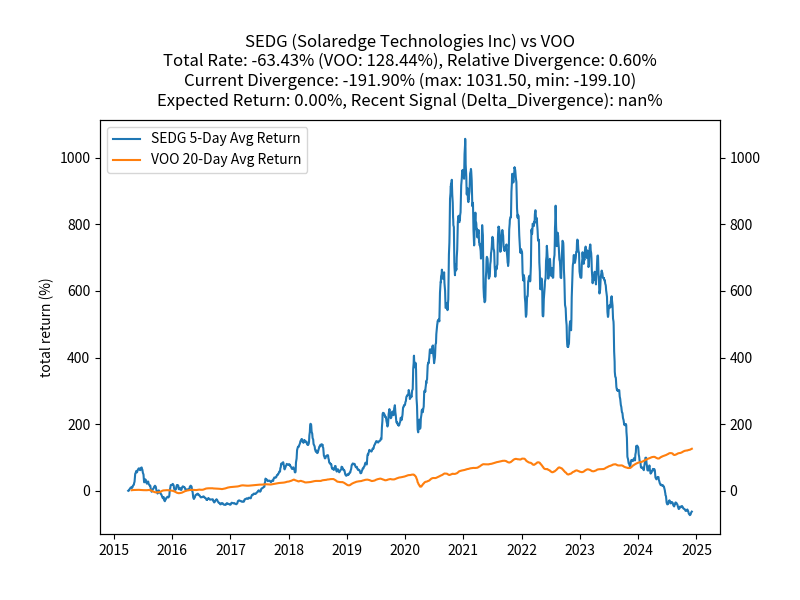 SEDG (Solaredge Technologies Inc) vs VOO
Total Rate: -63.43% (VOO: 128.44%), Relative Divergence: 0.60%
Current Divergence: -191.90% (max: 1031.50, min: -199.10)
Expected Return: 0.00%, Recent Signal (Delta_Divergence): nan%
SEDG 5-Day Avg Return
VOO 20-Day Avg Return
total return (%)
1000
800
600
400
200
0
1000
800
600
400
200
0
2015 2016 2017 2018 2019 2020 2021 2022 2023 2024 2025